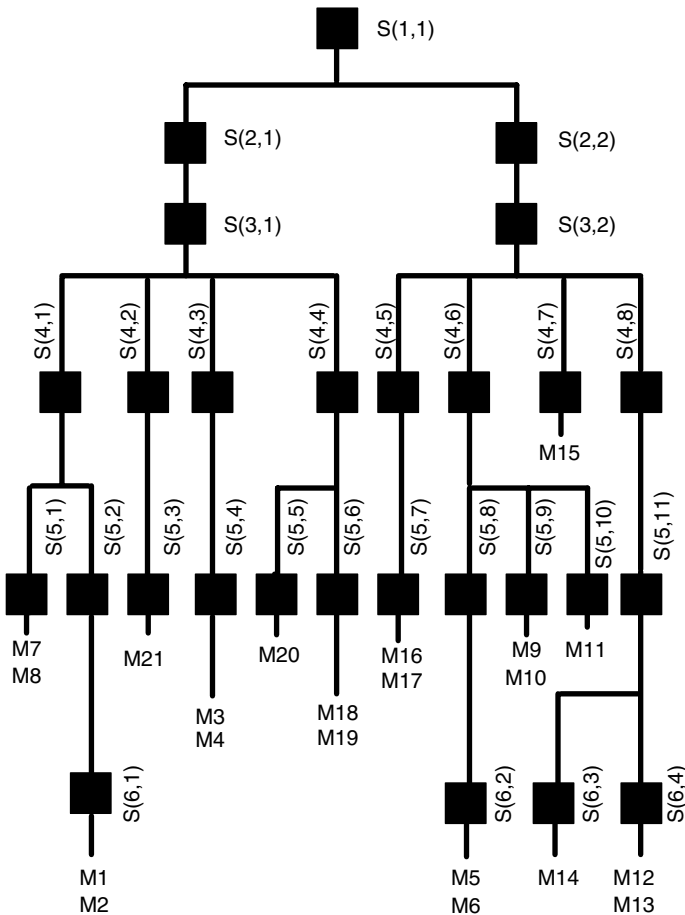 S(1,1)
S(2,1)
S(2,2)
S(3,1)
S(3,2)
S(4,1)
S(4,2)
S(4,3)
S(4,4)
S(4,5)
S(4,6)
S(4,7)
S(4,8)
M15
S(5,1)
S(5,2)
S(5,3)
S(5,4)
S(5,5)
S(5,6)
S(5,7)
S(5,8)
S(5,9)
S(5,10)
S(5,11)
M7
M8
M21
M3
M4
M20
M18
M19
M16
M17
M9
M10
M11
S(6,1)
S(6,2)
S(6,3)
S(6,4)
M1
M2
M5
M6
M14
M12
M13